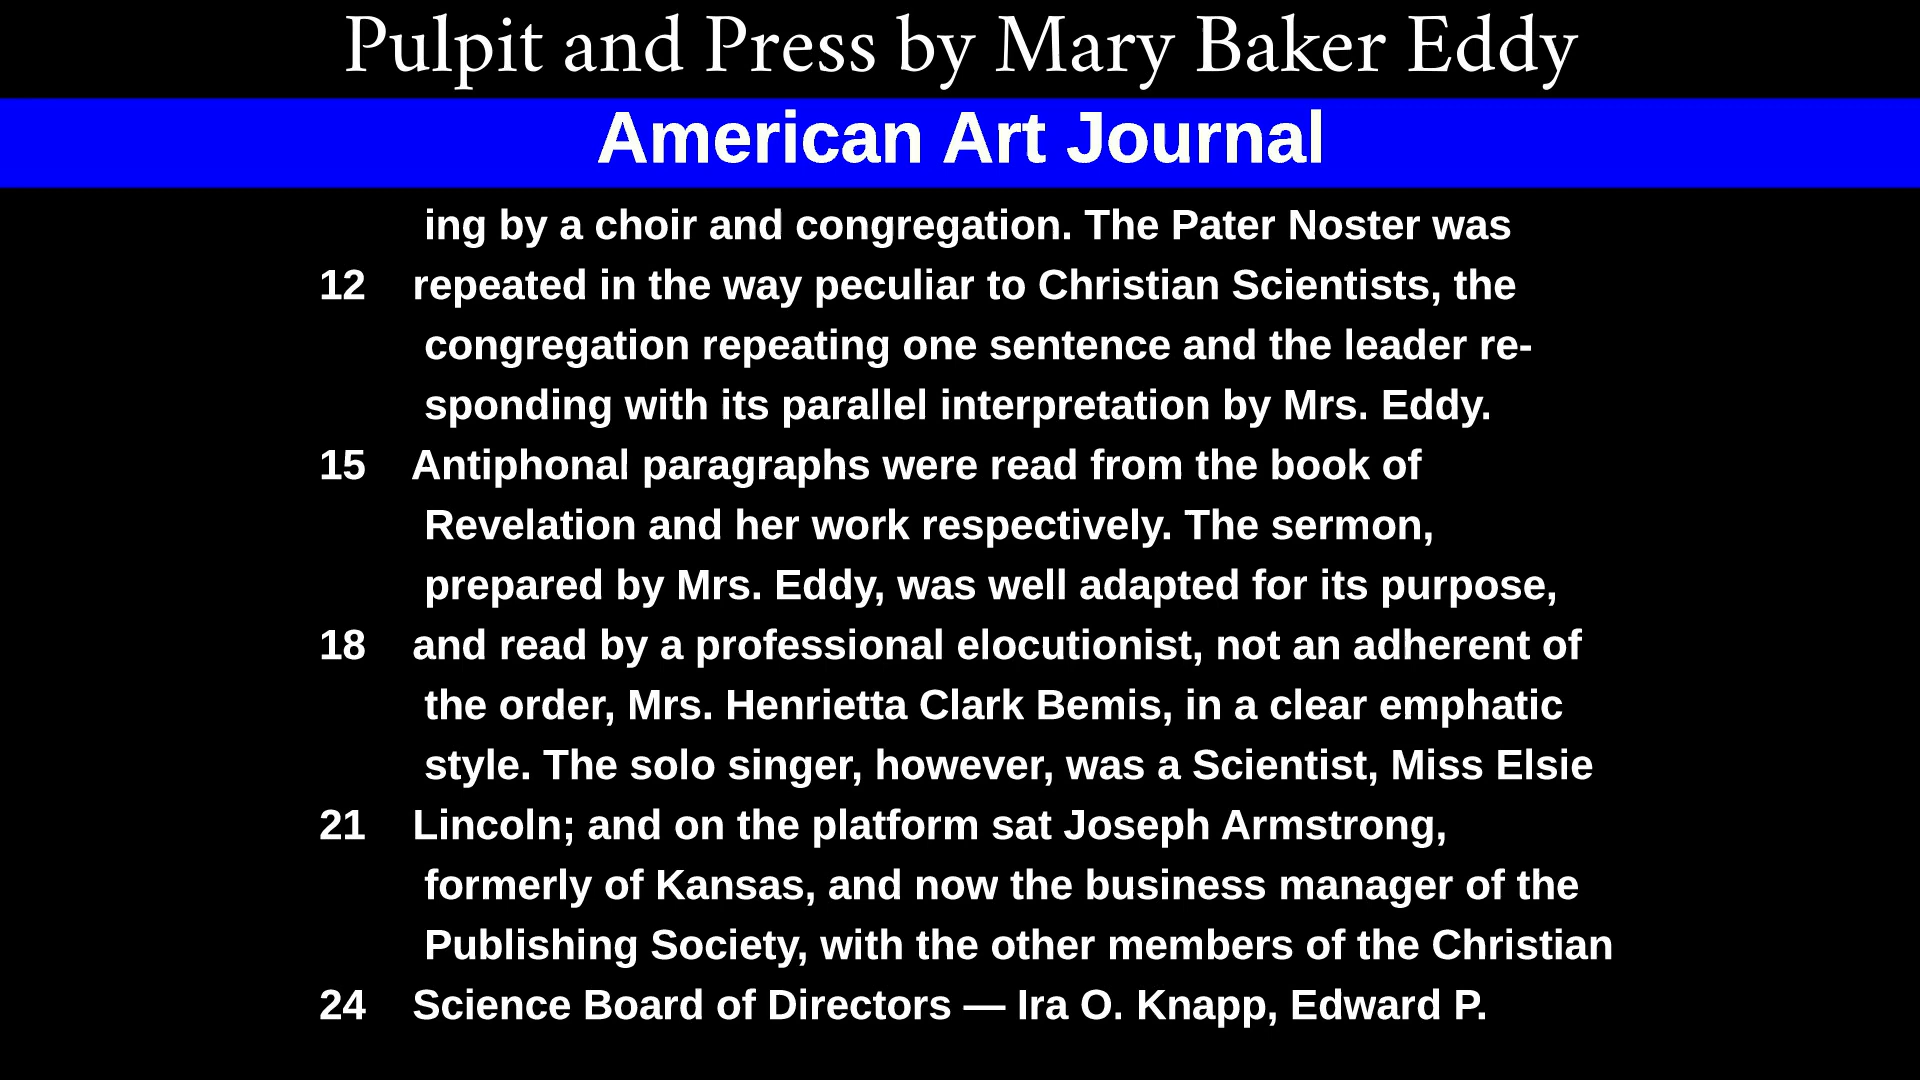 Pulpit and Press by Mary Baker Eddy
American Art Journal
ing by a choir and congregation. The Pater Noster was
12 repeated in the way peculiar to Christian Scientists, the
congregation repeating one sentence and the leader re-
sponding with its parallel interpretation by Mrs. Eddy.
15 Antiphonal paragraphs were read from the book of
Revelation and her work respectively. The sermon,
prepared by Mrs. Eddy, was well adapted for its purpose,
18 and read by a professional elocutionist, not an adherent of
the order, Mrs. Henrietta Clark Bemis, in a clear emphatic
style. The solo singer, however, was a Scientist, Miss Elsie
21 Lincoln; and on the platform sat Joseph Armstrong,
formerly of Kansas, and now the business manager of the
Publishing Society, with the other members of the Christian
24 Science Board of Directors — Ira O. Knapp, Edward P.